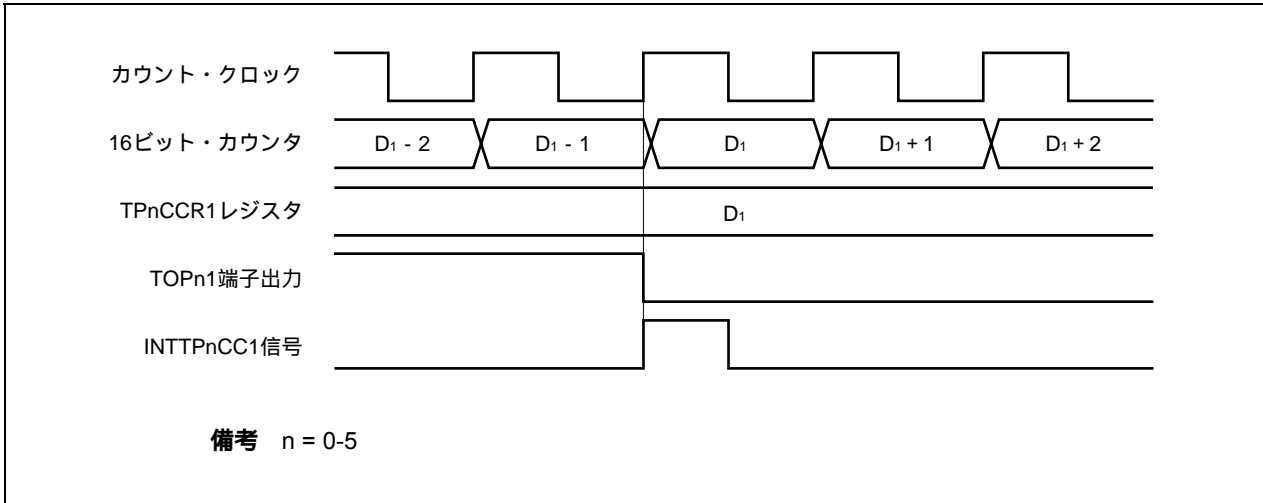 カウント・クロック
16ビット・カウンタ D1 - 2 D1 - 1 D1 D1 + 1 D1 + 2
TPnCCR1レジスタ D1
TOPn1端子出力
INTTPnCC1信号
備考 n = 0-5